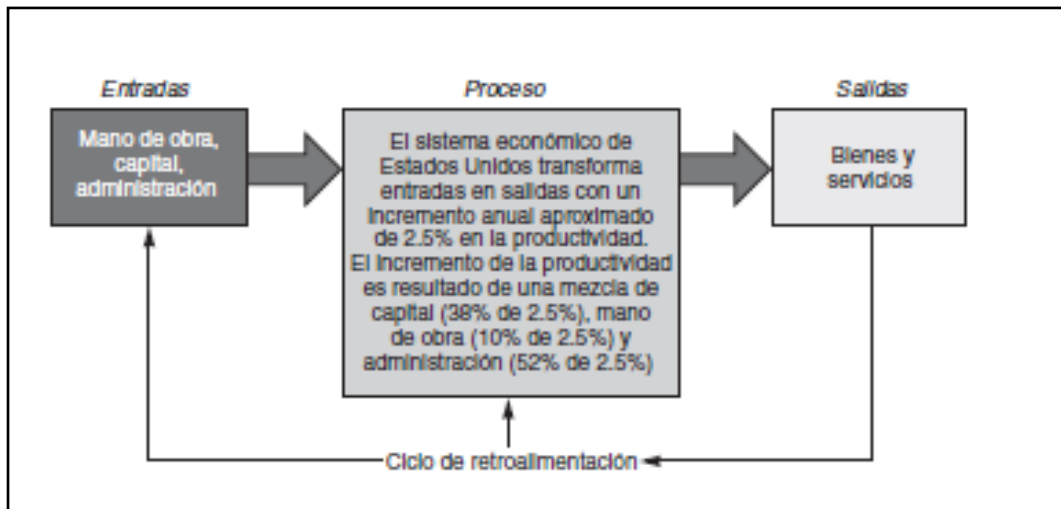 Entradas
Mano de obra,
capital,
administración
Proceso
El sistema económico de
Estados Unidos transforma
entradas en salidas con un
incremento anual aproximado
de 2.5% en la productividad.
El incremento de la productividad
es resultado de una mezcla de
capital (38% de 2.5%), mano
de obra (10% de 2.5%) y
administración (52% de 2.5%)
Salidas
Bienes y
servicios
Ciclo de retroalimentación